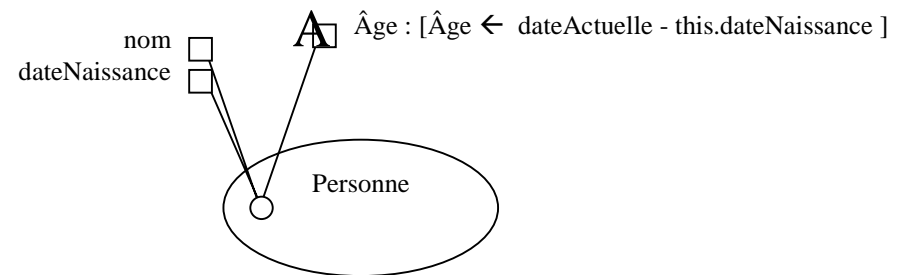 A Âge : [Âge ← dateActuelle - this.dateNaissance ]
nom
dateNaissance
Personne